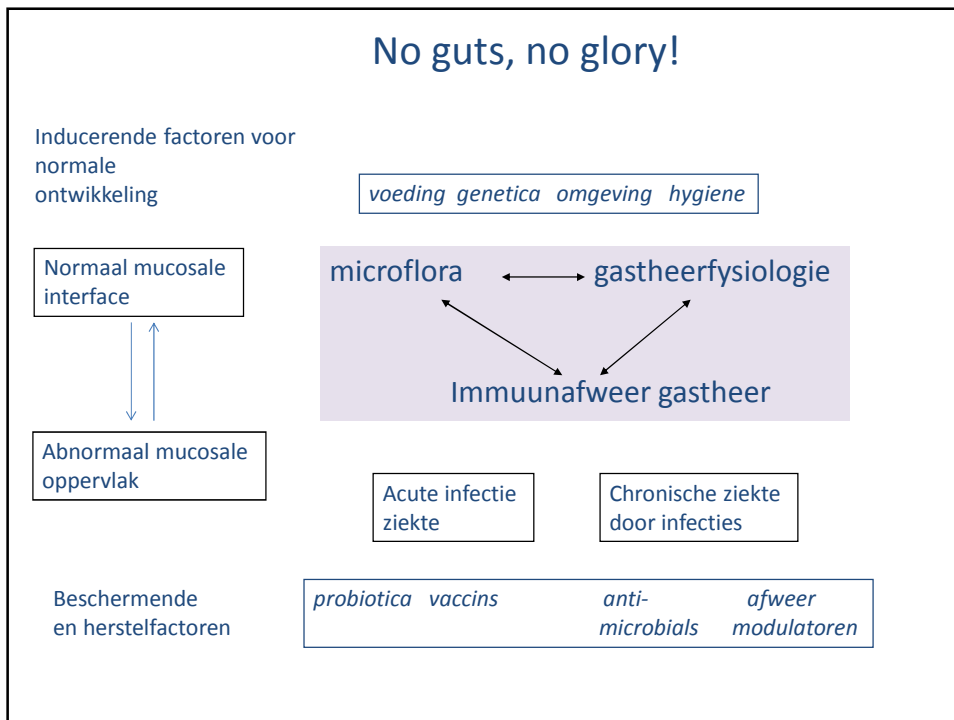 No guts, no glory!
Inducerende factoren voor
normale
ontwikkeling
voeding genetica omgeving hygiene
Normaal mucosale
interface
microflora gastheerfysiologie
Immuunafweer gastheer
Abnormaal mucosale
oppervlak
Acute infectie
ziekte
Chronische ziekte
door infecties
Beschermende
en herstelfactoren
probiotica vaccins anti- afweer
microbials modulatoren